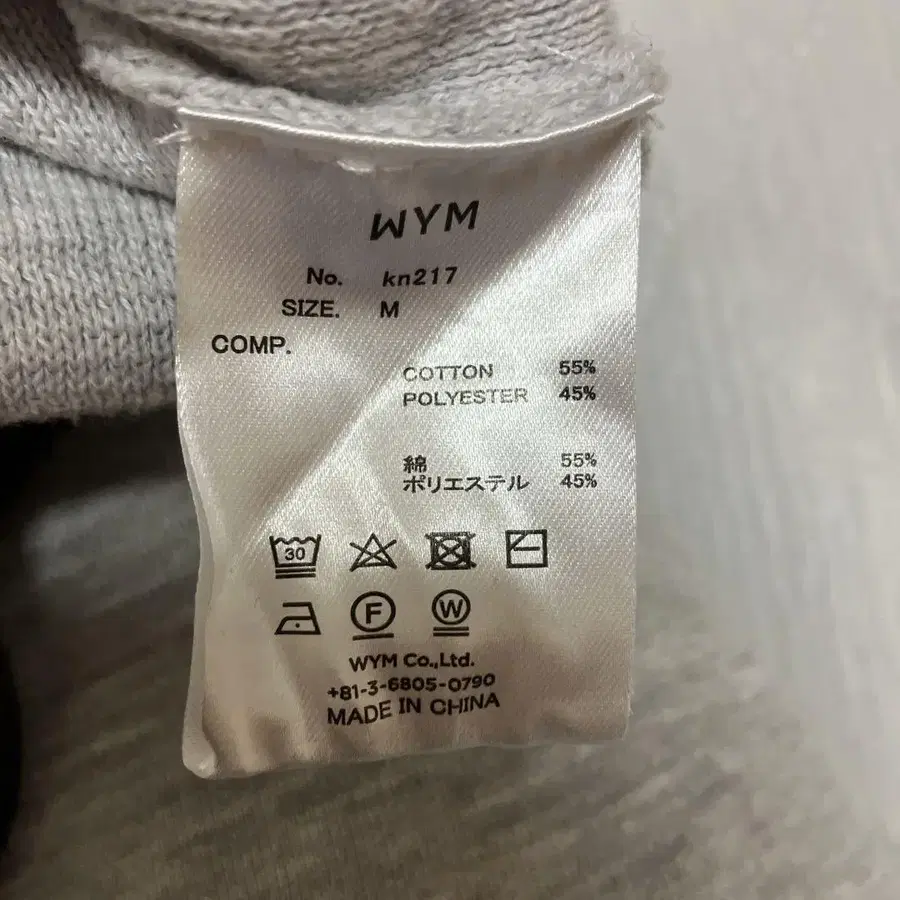 WYM
No. kn217
SIZE. M
COMP.
COTTON 55%
POLYESTER 45%
綿 55%
ポリエステル 45%
30
F W
WYM Co.,Ltd.
+81-3-6805-0790
MADE IN CHINA